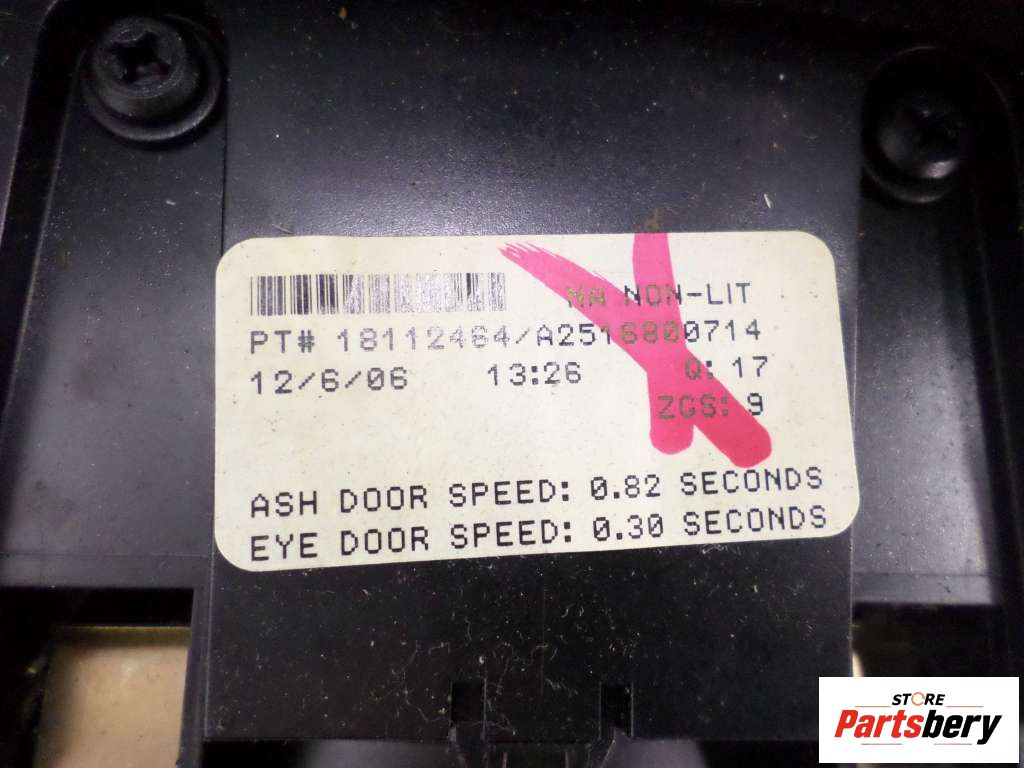 NA NON-LIT
PT# 18112464/A2516800714
12/6/06 13:26 Q: 17
ZGS: 9
ASH DOOR SPEED: 0.82 SECONDS
EYE DOOR SPEED: 0.30 SECONDS
STORE
Partsbery